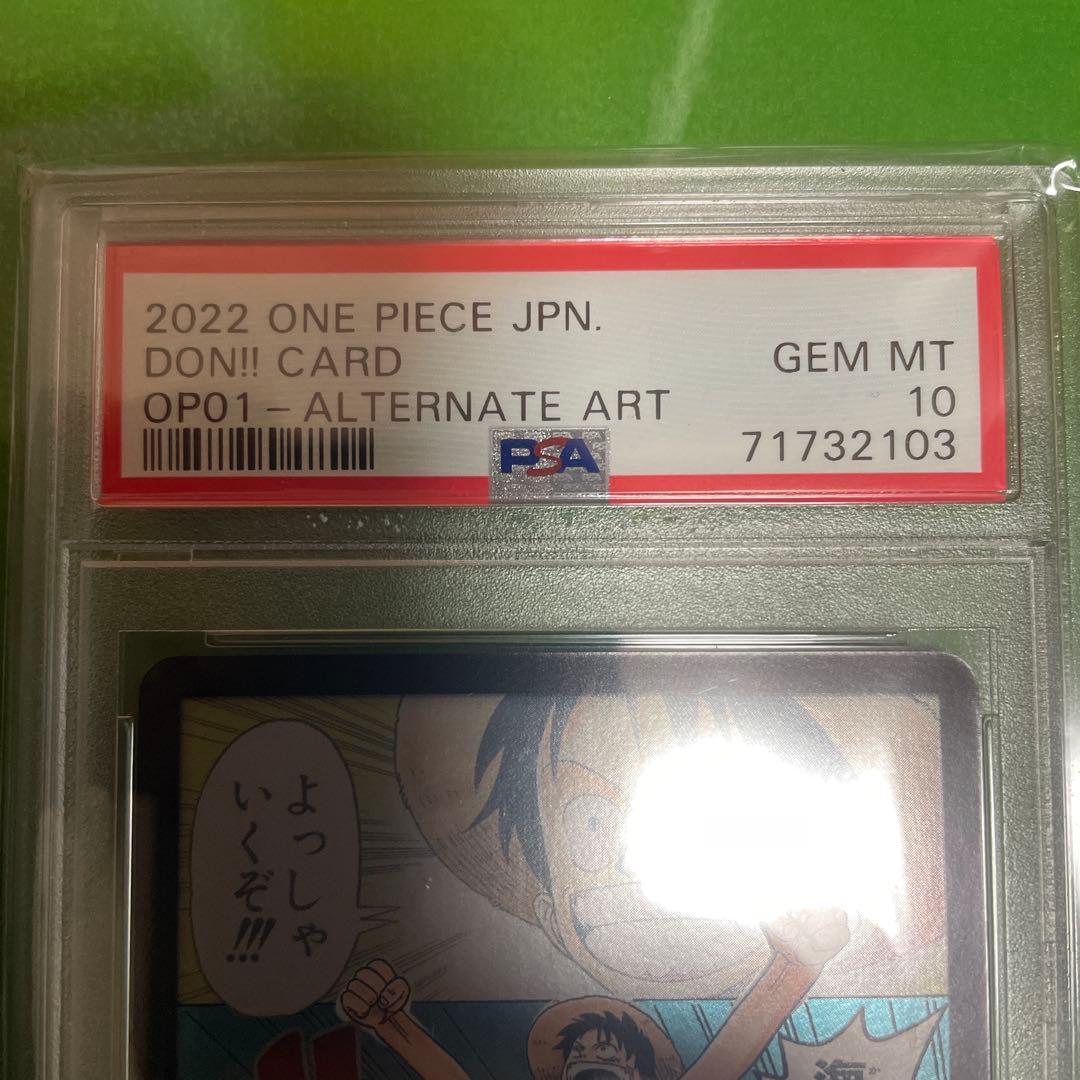 2022 ONE PIECE JPN.
DON!! CARD
GEM MT
OP01 – ALTERNATE ART
10
PSA
71732103
よっしゃ
いくぞ!!!